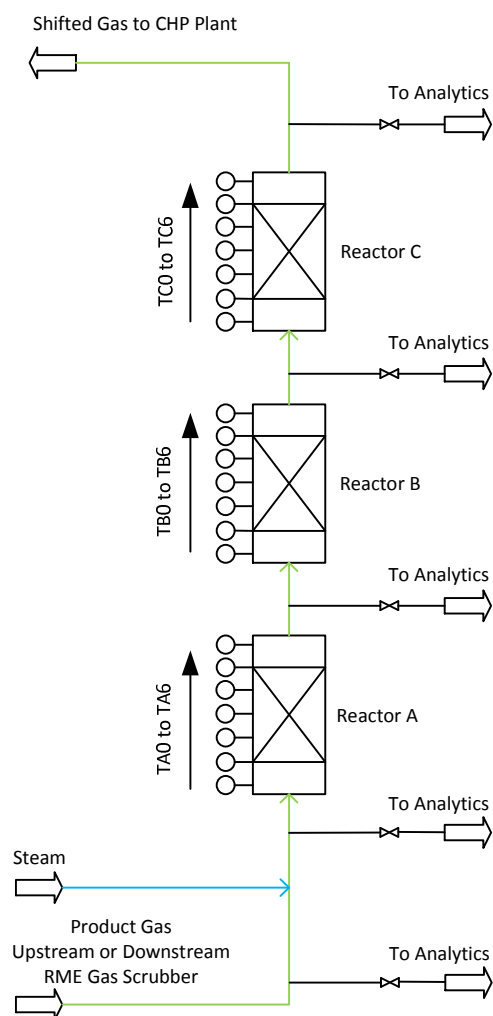 Shifted Gas to CHP Plant
To Analytics
TC0 to TC6
Reactor C
To Analytics
TB0 to TB6
Reactor B
To Analytics
TA0 to TA6
Reactor A
To Analytics
Steam
Product Gas
Upstream or Downstream
RME Gas Scrubber
To Analytics